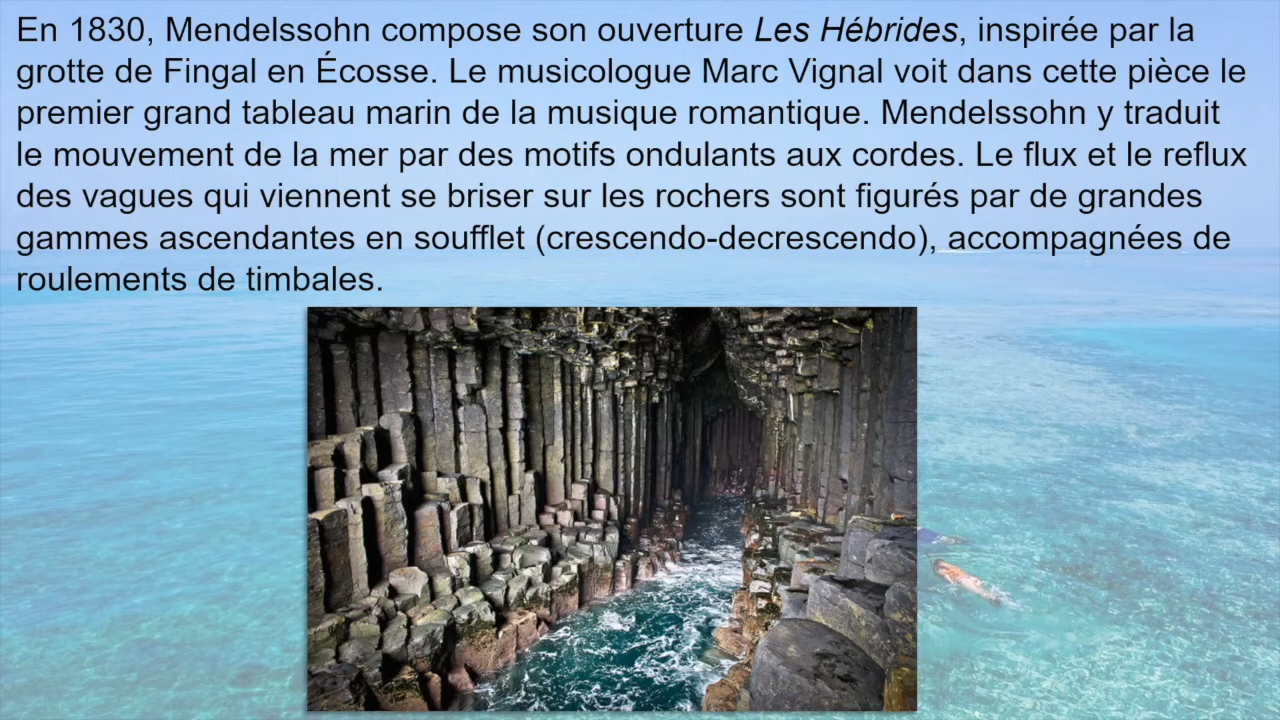 En 1830, Mendelssohn compose son ouverture Les Hébrides, inspirée par la
grotte de Fingal en Écosse. Le musicologue Marc Vignal voit dans cette pièce le
premier grand tableau marin de la musique romantique. Mendelssohn y traduit
le mouvement de la mer par des motifs ondulants aux cordes. Le flux et le reflux
des vagues qui viennent se briser sur les rochers sont figurés par de grandes
gammes ascendantes en soufflet (crescendo-decrescendo), accompagnées de
roulements de timbales.